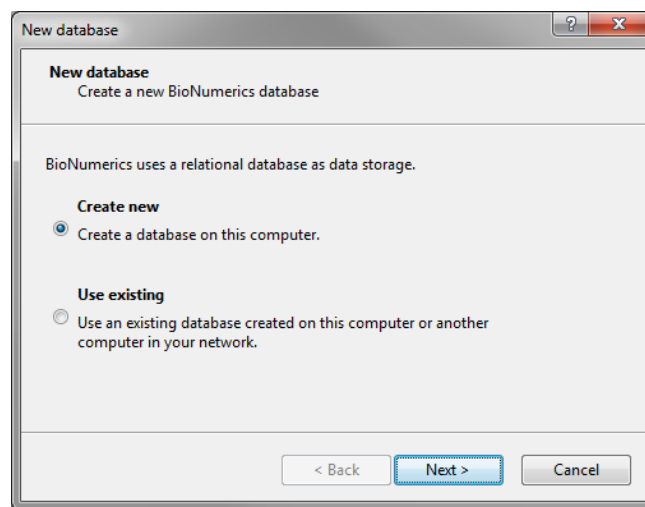 New database
?
X
New database
Create a new BioNumerics database
BioNumerics uses a relational database as data storage.
Create new
Create a database on this computer.
Use existing
Use an existing database created on this computer or another
computer in your network.
< Back
Next >
Cancel